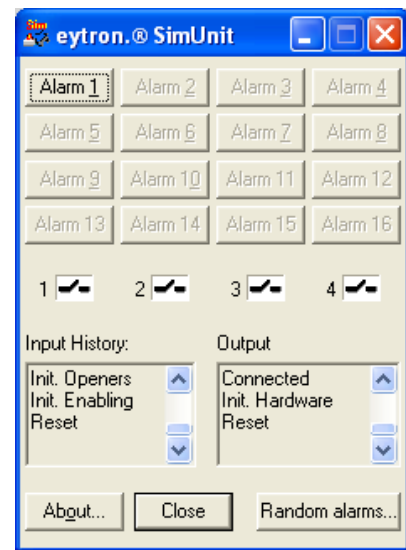 eytron.® SimUnit
Alarm 1 Alarm 2 Alarm 3 Alarm 4
Alarm 5 Alarm 6 Alarm 7 Alarm 8
Alarm 9 Alarm 10 Alarm 11 Alarm 12
Alarm 13 Alarm 14 Alarm 15 Alarm 16
1 2 3 4
Input History: Output
Init. Openers Connected
Init. Enabling Init. Hardware
Reset Reset
About... Close Random alarms...